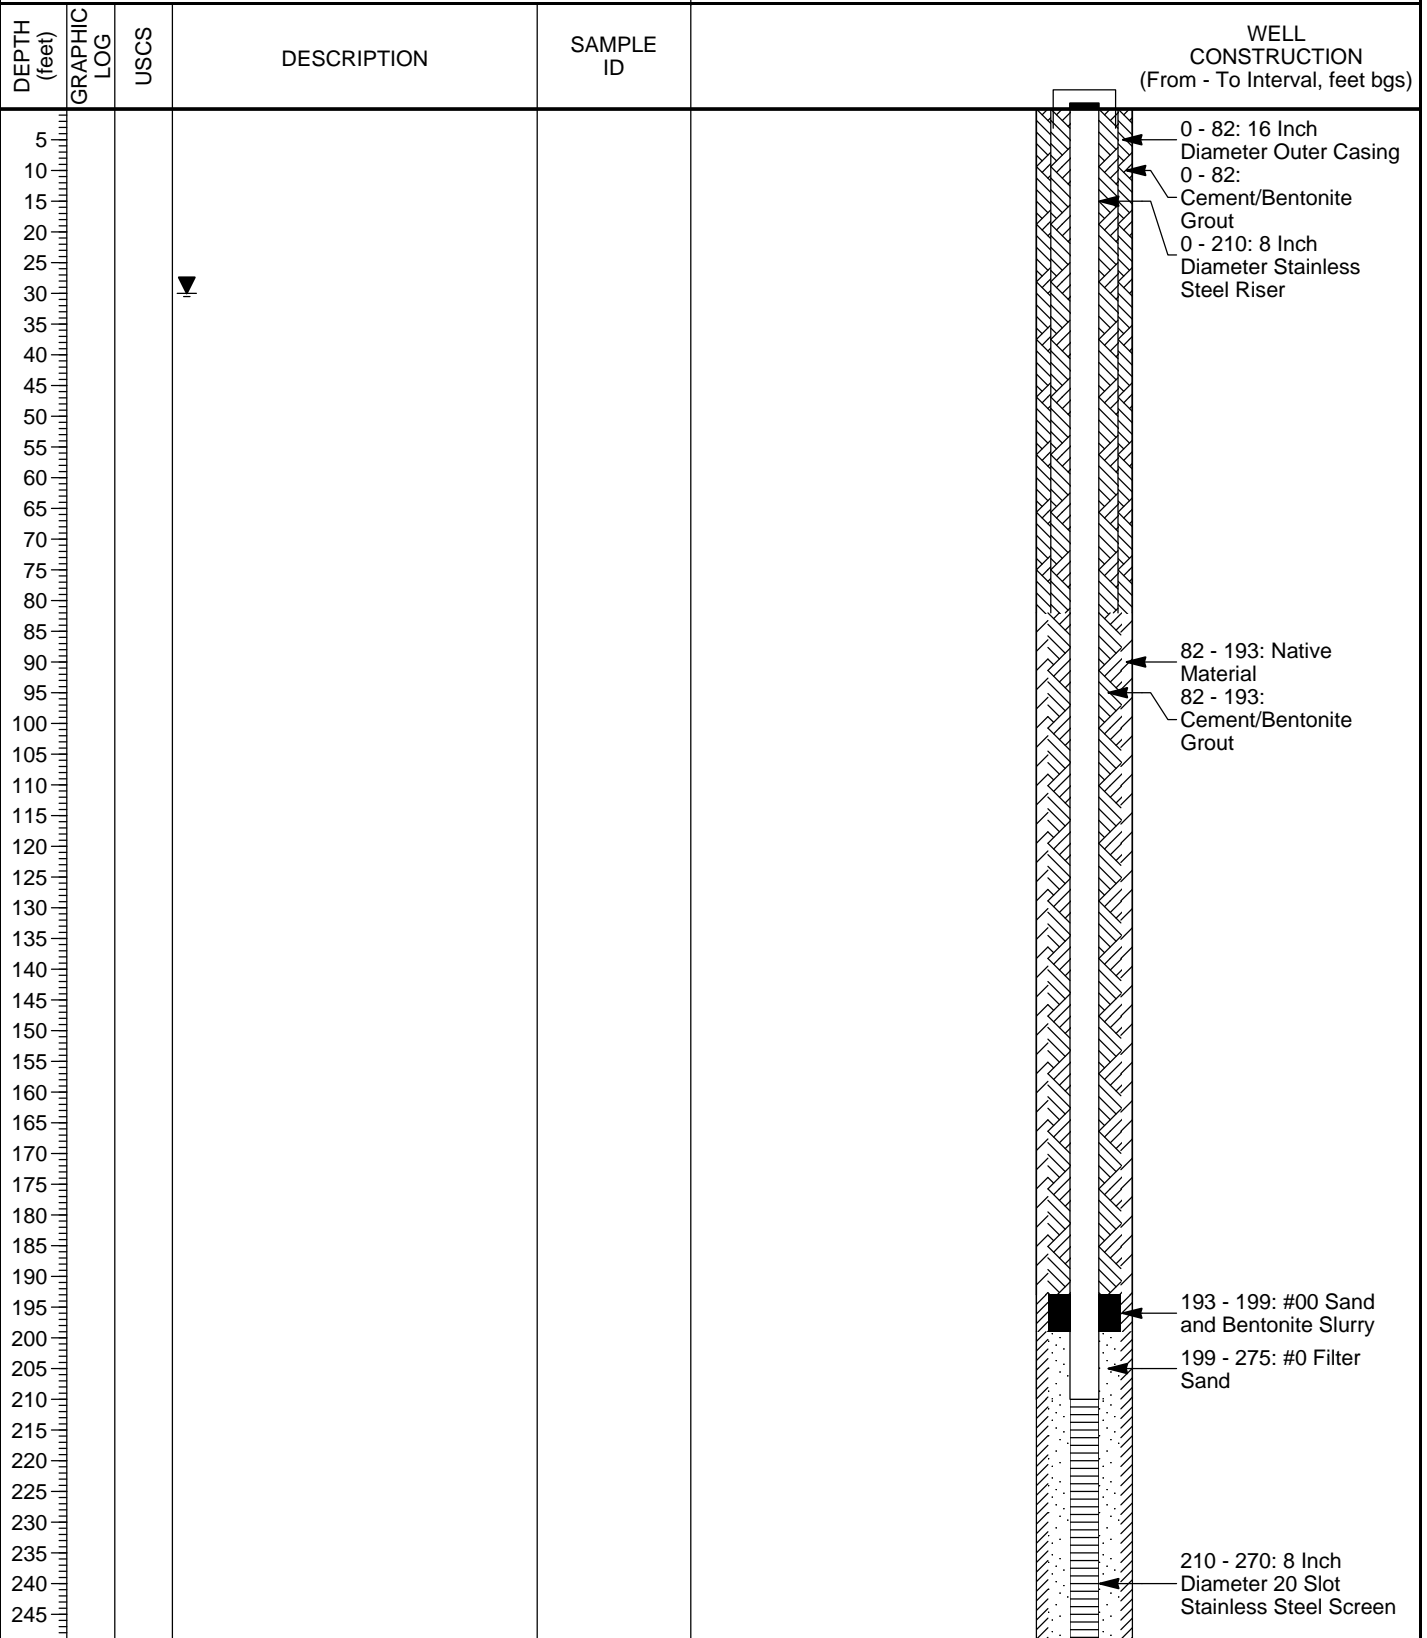 DEPTH
(feet)
GRAPHIC
LOG
USCS
DESCRIPTION
SAMPLE
ID
WELL
CONSTRUCTION
(From - To Interval, feet bgs)
5
10
15
20
25
30
35
40
45
50
55
60
65
70
75
80
85
90
95
100
105
110
115
120
125
130
135
140
145
150
155
160
165
170
175
180
185
190
195
200
205
210
215
220
225
230
235
240
245
0 - 82: 16 Inch
Diameter Outer Casing
0 - 82:
Cement/Bentonite
Grout
0 - 210: 8 Inch
Diameter Stainless
Steel Riser
82 - 193: Native
Material
82 - 193:
Cement/Bentonite
Grout
193 - 199: #00 Sand
and Bentonite Slurry
199 - 275: #0 Filter
Sand
210 - 270: 8 Inch
Diameter 20 Slot
Stainless Steel Screen